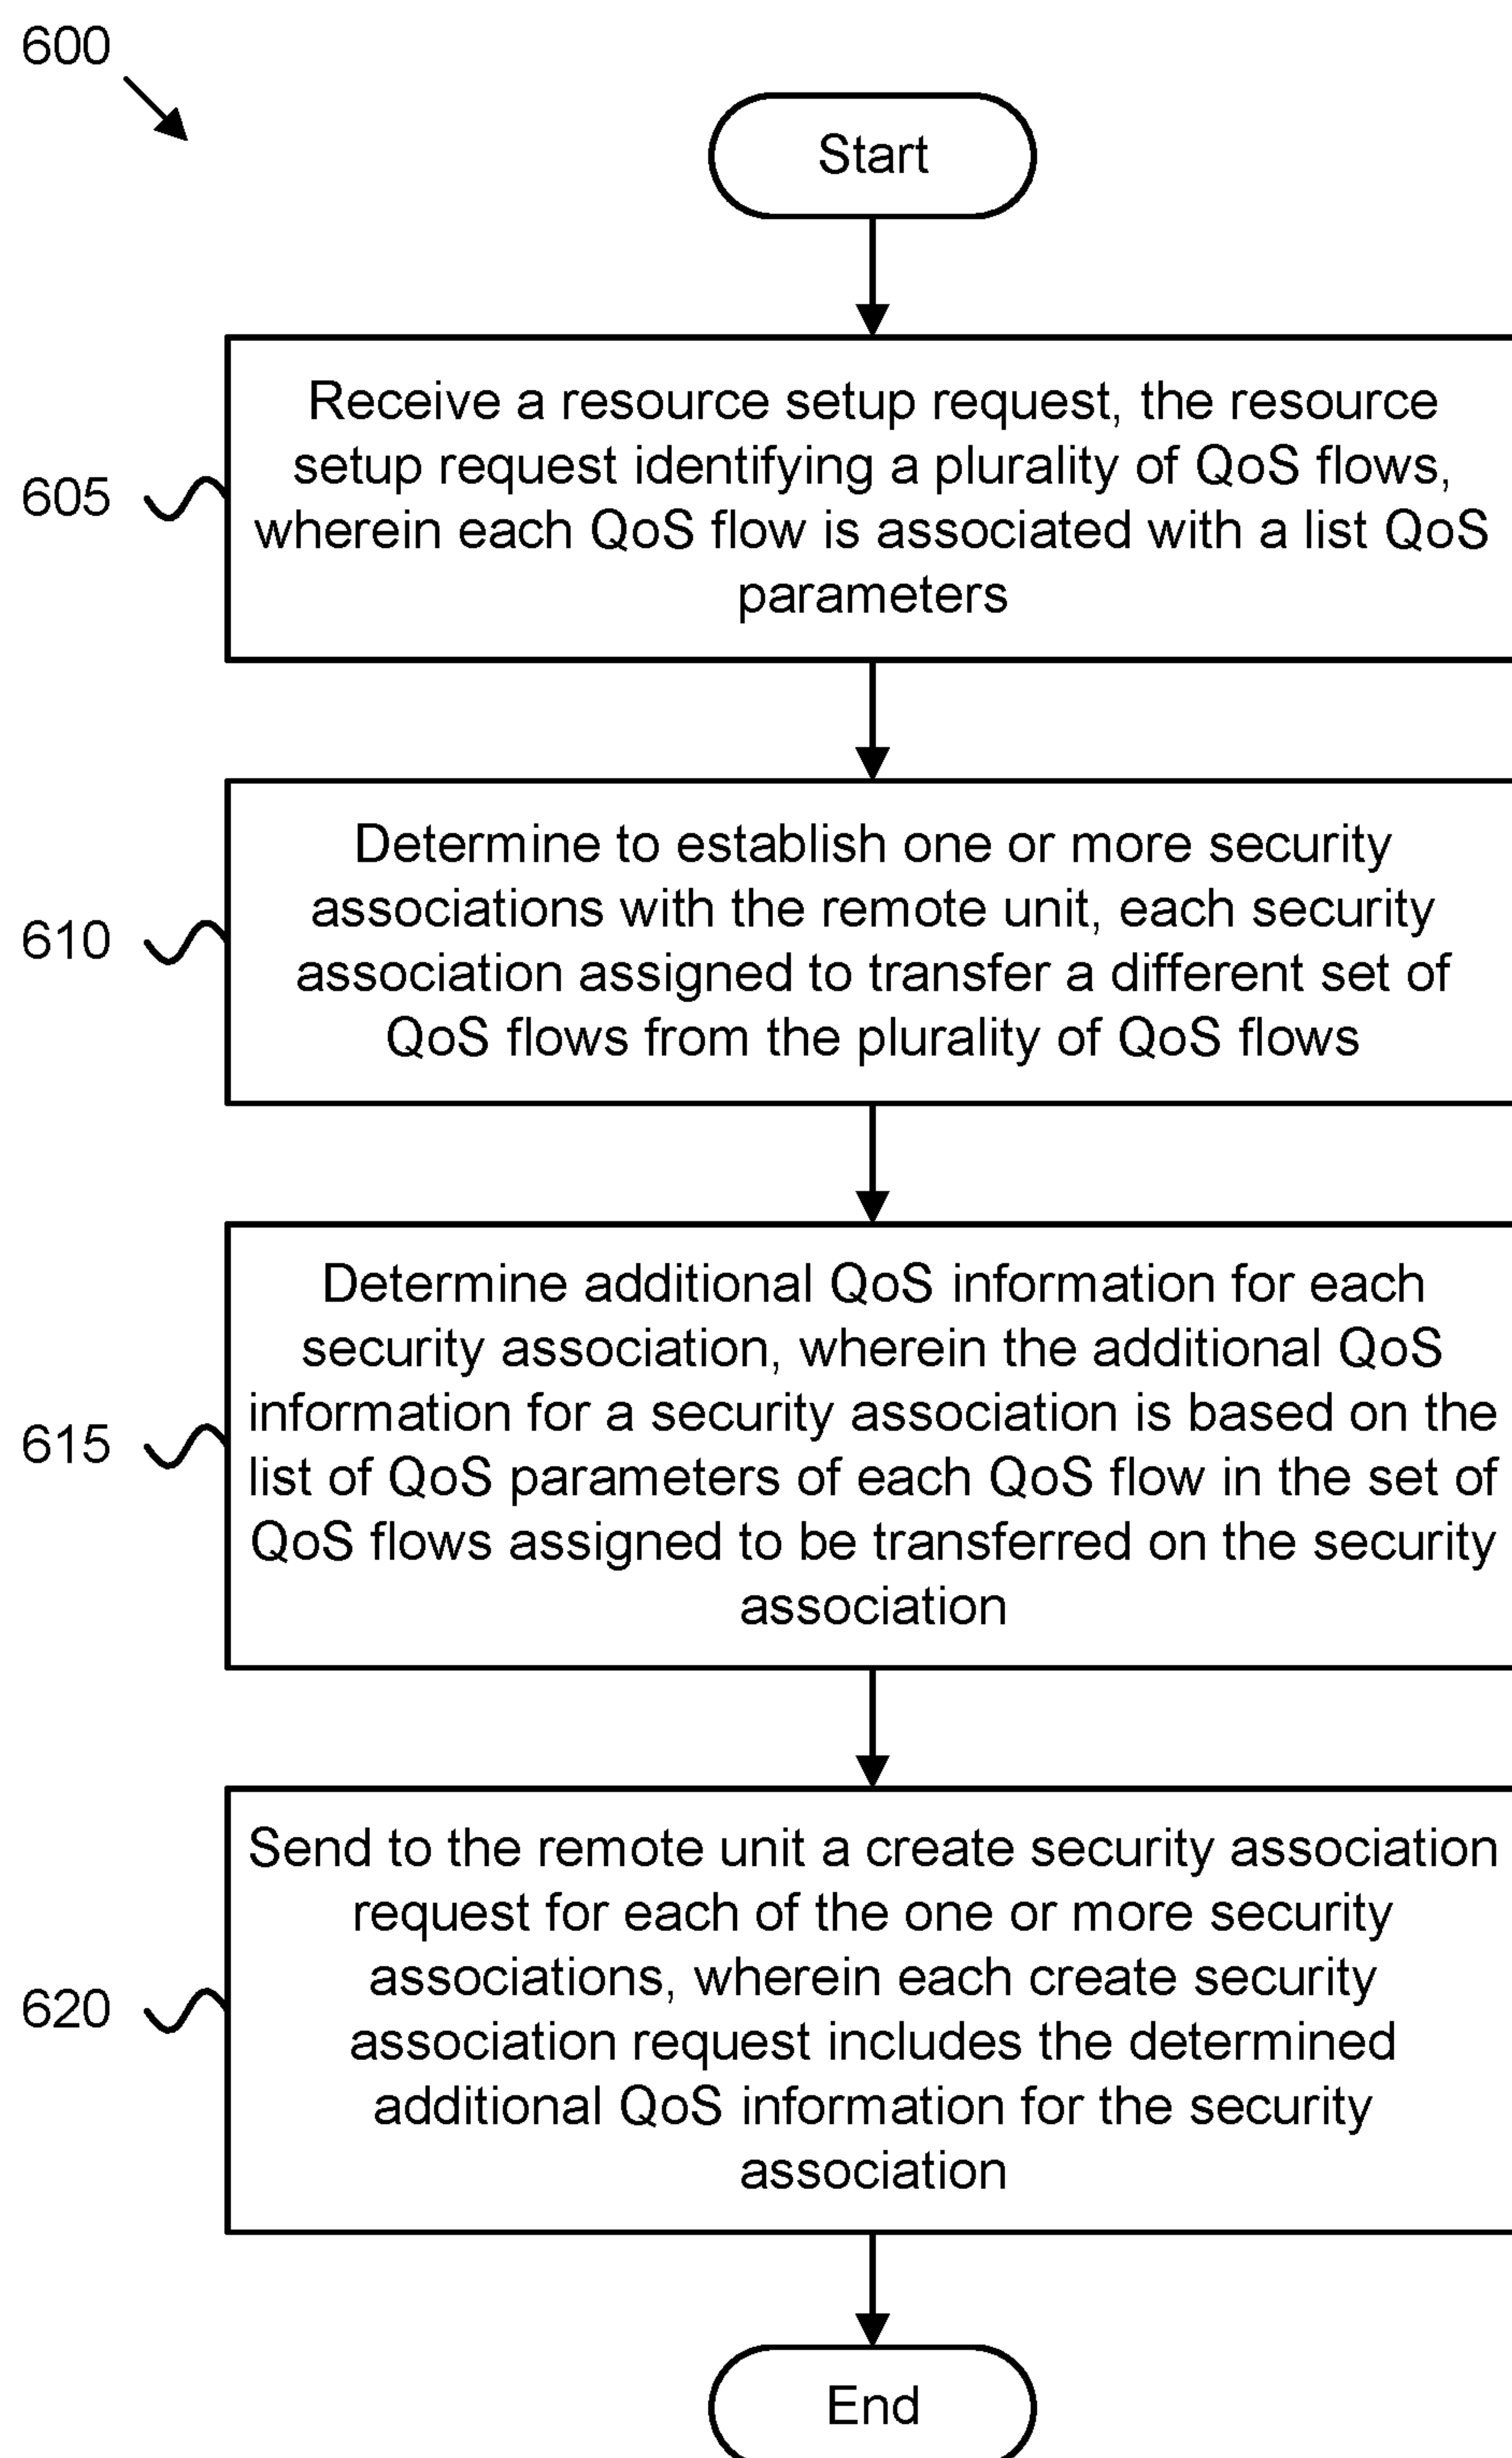 600
Start
605
Receive a resource setup request, the resource
setup request identifying a plurality of QoS flows,
wherein each QoS flow is associated with a list QoS
parameters
610
Determine to establish one or more security
associations with the remote unit, each security
association assigned to transfer a different set of
QoS flows from the plurality of QoS flows
615
Determine additional QoS information for each
security association, wherein the additional QoS
information for a security association is based on the
list of QoS parameters of each QoS flow in the set of
QoS flows assigned to be transferred on the security
association
620
Send to the remote unit a create security association
request for each of the one or more security
associations, wherein each create security
association request includes the determined
additional QoS information for the security
association
End